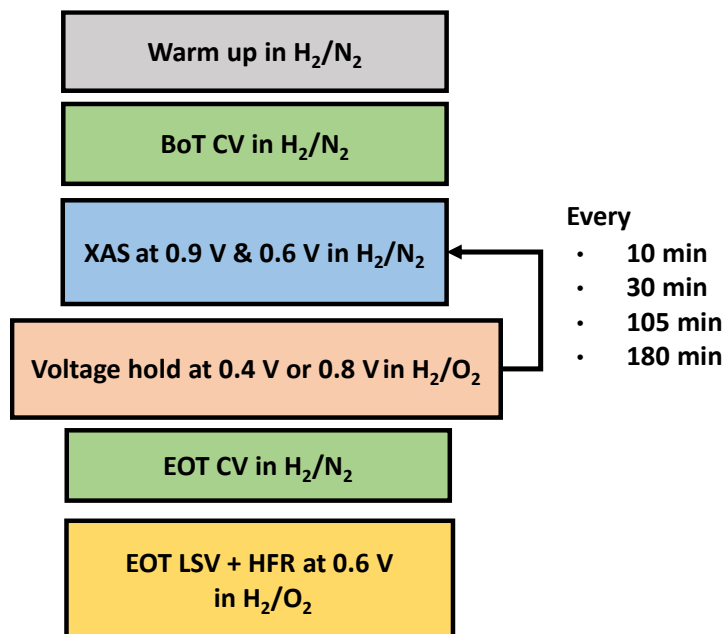 Warm up in H₂/N₂
BoT CV in H₂/N₂
XAS at 0.9 V & 0.6 V in H₂/N₂
Every
· 10 min
· 30 min
· 105 min
· 180 min
Voltage hold at 0.4 V or 0.8 V in H₂/O₂
EOT CV in H₂/N₂
EOT LSV + HFR at 0.6 V
in H₂/O₂